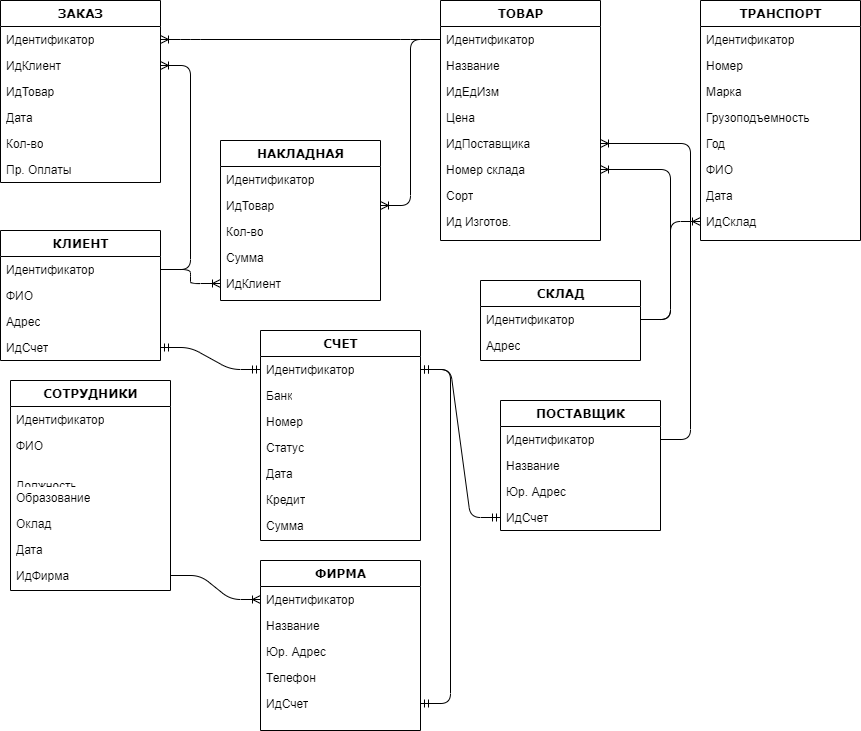 ЗАКАЗ
Идентификатор
ИдКлиент
ИдТовар
Дата
Кол-во
Пр. Оплаты
ТОВАР
Идентификатор
Название
ИдЕдИзм
Цена
ИдПоставщика
Номер склада
Сорт
Ид Изготов.
ТРАНСПОРТ
Идентификатор
Номер
Марка
Грузоподъемность
Год
ФИО
Дата
ИдСклад
НАКЛАДНАЯ
Идентификатор
ИдТовар
Кол-во
Сумма
ИдКлиент
КЛИЕНТ
Идентификатор
ФИО
Адрес
ИдСчет
СКЛАД
Идентификатор
Адрес
СЧЕТ
Идентификатор
Банк
Номер
Статус
Дата
Кредит
Сумма
СОТРУДНИКИ
Идентификатор
ФИО
Должность
Образование
Оклад
Дата
ИдФирма
ПОСТАВЩИК
Идентификатор
Название
Юр. Адрес
ИдСчет
ФИРМА
Идентификатор
Название
Юр. Адрес
Телефон
ИдСчет